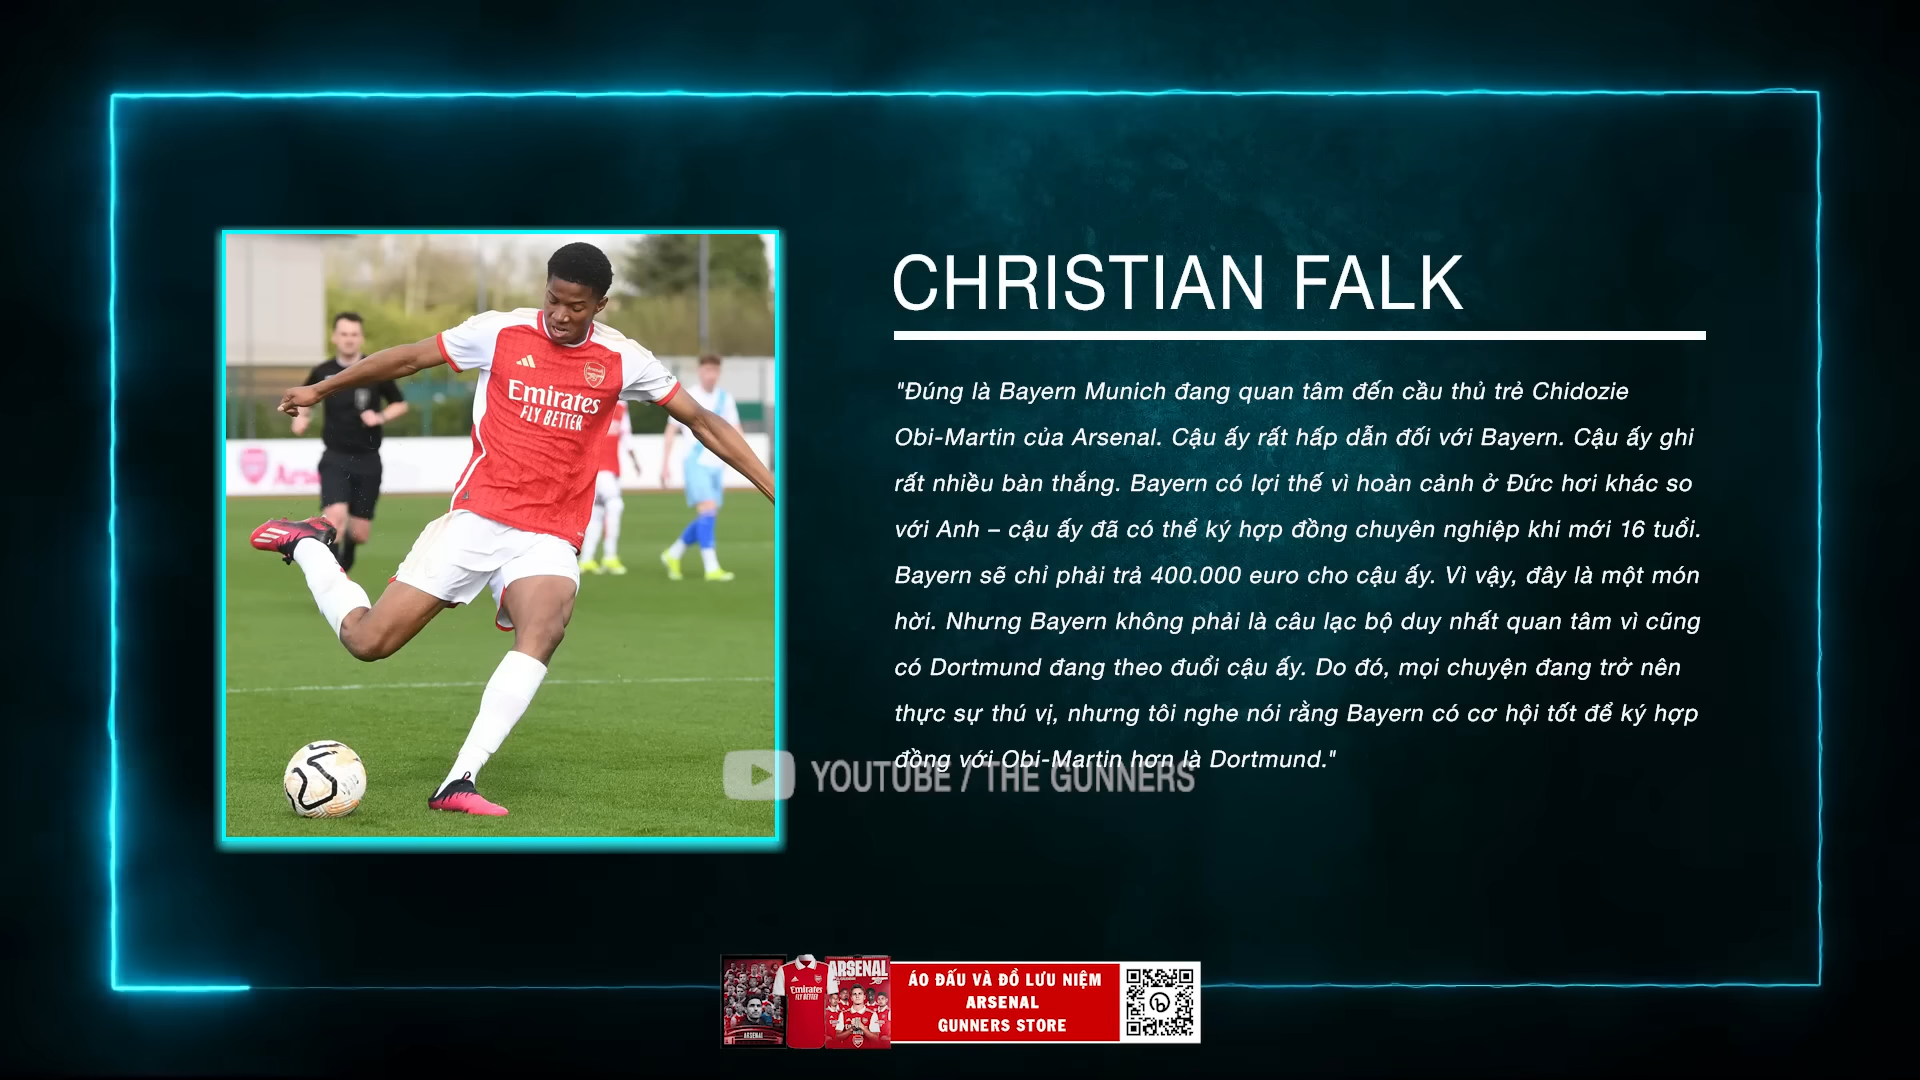 CHRISTIAN FALK
"Đúng là Bayern Munich đang quan tâm đến cầu thủ trẻ Chidozie
Obi-Martin của Arsenal. Cậu ấy rất hấp dẫn đối với Bayern. Cậu ấy ghi
rất nhiều bàn thắng. Bayern có lợi thế vì hoàn cảnh ở Đức hơi khác so
với Anh – cậu ấy đã có thể ký hợp đồng chuyên nghiệp khi mới 16 tuổi.
Bayern sẽ chỉ phải trả 400.000 euro cho cậu ấy. Vì vậy, đây là một món
hời. Nhưng Bayern không phải là câu lạc bộ duy nhất quan tâm vì cũng
có Dortmund đang theo đuổi cậu ấy. Do đó, mọi chuyện đang trở nên
thực sự thú vị, nhưng tôi nghe nói rằng Bayern có cơ hội tốt để ký hợp
đồng với Obi-Martin hơn là Dortmund."
YOUTUBE / THE GUNNERS
Emirates
FLY BETTER
ARSENAL
Emirates
FLY BETTER
ARSENAL
ÁO ĐẤU VÀ ĐỒ LƯU NIỆM
ARSENAL
GUNNERS STORE